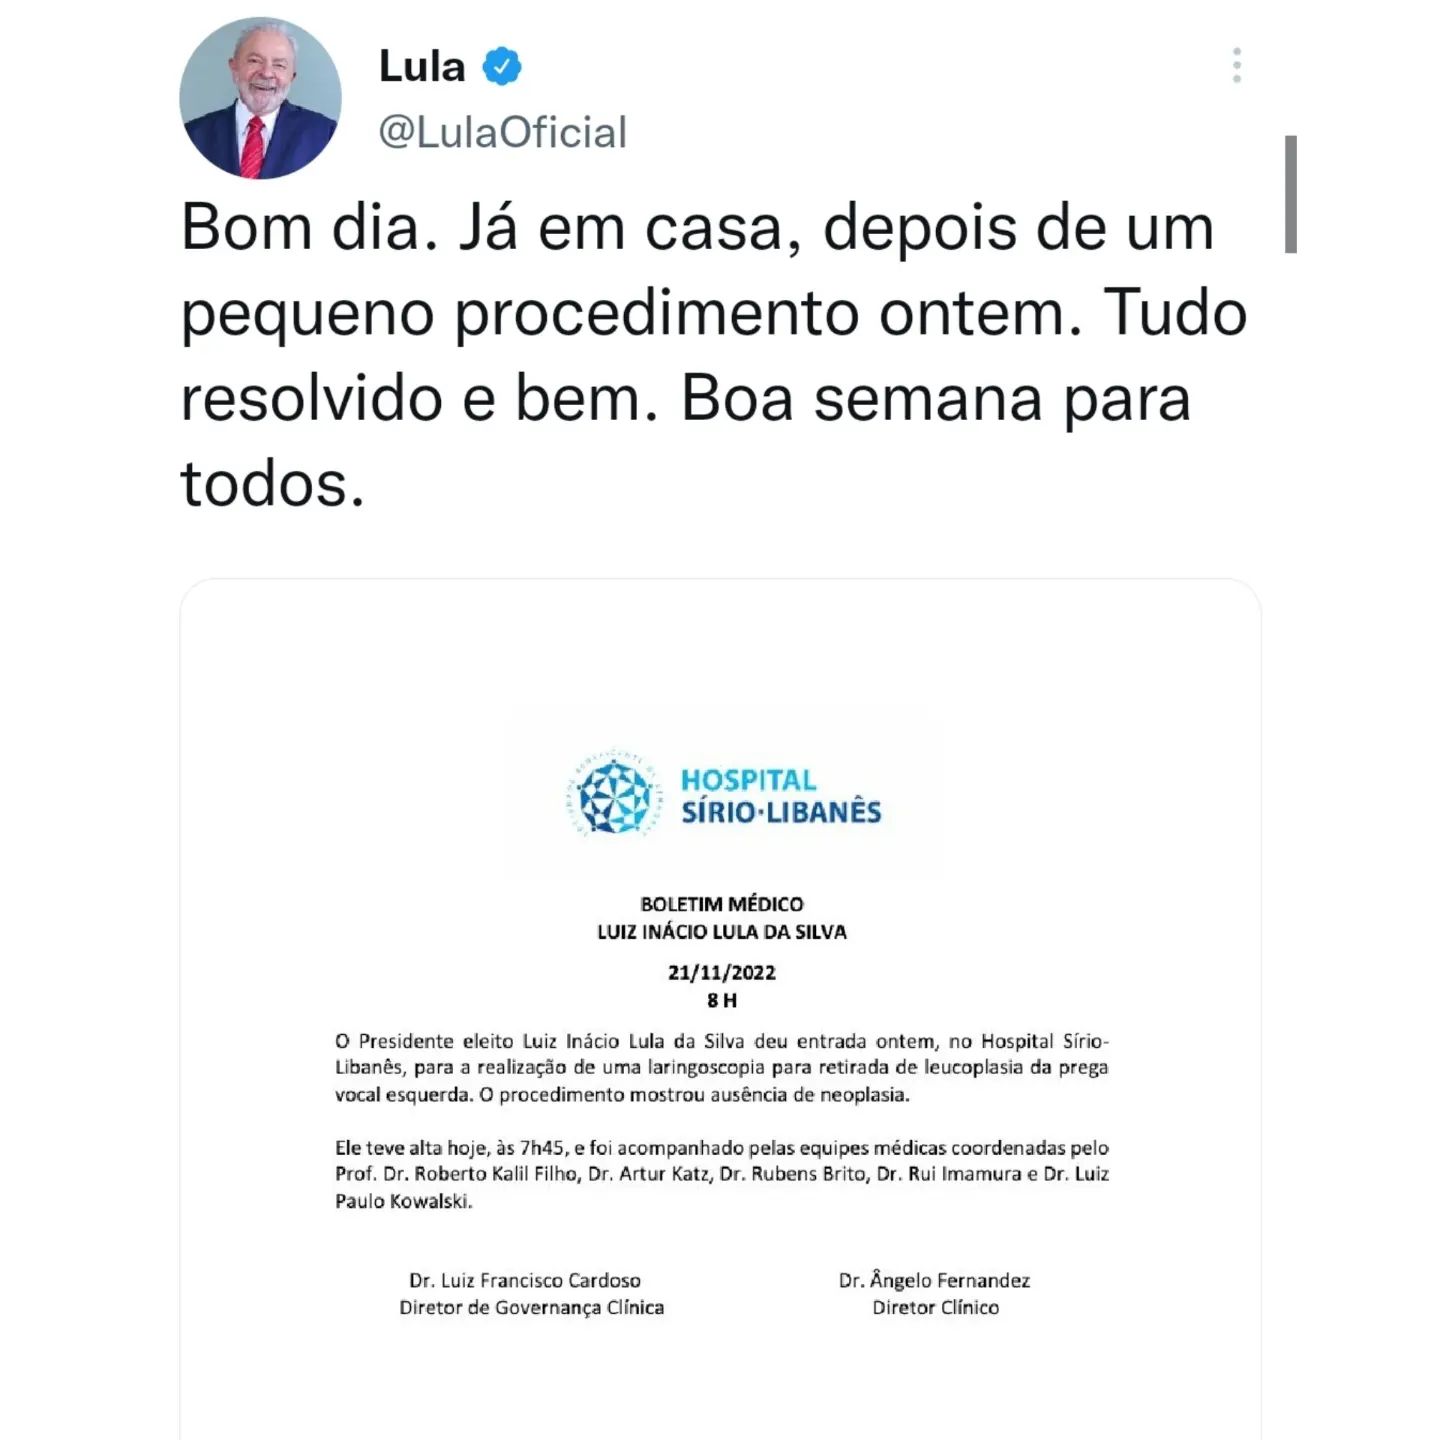 Lula
@LulaOficial
Bom dia. Já em casa, depois de um
pequeno procedimento ontem. Tudo
resolvido e bem. Boa semana para
todos.
HOSPITAL
SÍRIO·LIBANÊS
BOLETIM MÉDICO
LUIZ INÁCIO LULA DA SILVA
21/11/2022
8 H
O Presidente eleito Luiz Inácio Lula da Silva deu entrada ontem, no Hospital Sírio-
Libanês, para a realização de uma laringoscopia para retirada de leucoplasia da prega
vocal esquerda. O procedimento mostrou ausência de neoplasia.
Ele teve alta hoje, às 7h45, e foi acompanhado pelas equipes médicas coordenadas pelo
Prof. Dr. Roberto Kalil Filho, Dr. Artur Katz, Dr. Rubens Brito, Dr. Rui Imamura e Dr. Luiz
Paulo Kowalski.
Dr. Luiz Francisco Cardoso
Diretor de Governança Clínica
Dr. Ângelo Fernandez
Diretor Clínico